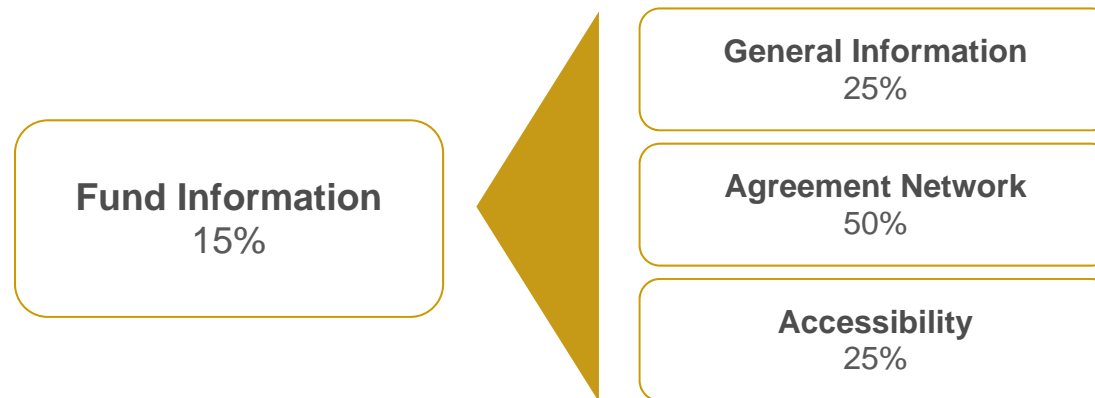 Fund Information
15%
General Information
25%
Agreement Network
50%
Accessibility
25%